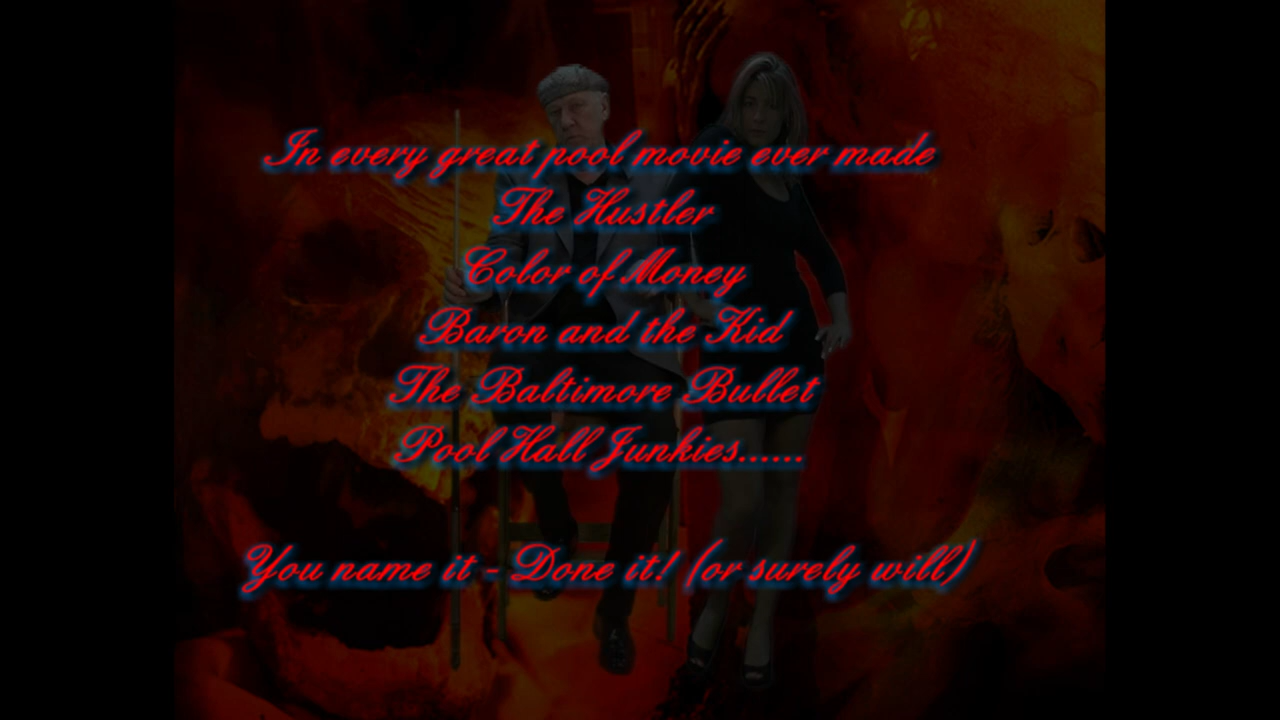 In every great pool movie ever made
The Hustler
Color of Money
Baron and the Kid
The Baltimore Bullet
Pool Hall Junkies......
You name it - Done it! (or surely will)